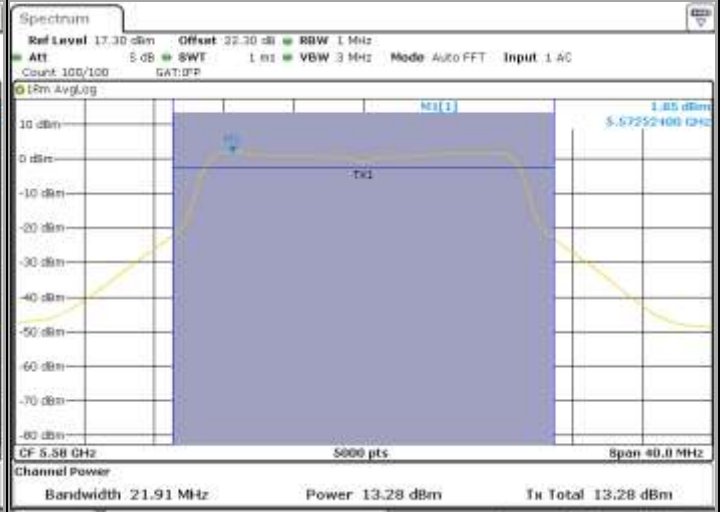 Spectrum
Ref Level 17.30 dBm Offset 22.30 dB RBW 1 MHz
Att 5 dB SWT 1 ms VBW 3 MHz Mode Auto FFT Input 1 AC
Count 100/100 GAT:IFP
1Rm AvgLog
M1[1] 1.85 dBm
5.57252400 GHz
10 dBm
M1
0 dBm
TX1
-10 dBm
-20 dBm
-30 dBm
-40 dBm
-50 dBm
-60 dBm
-70 dBm
-80 dBm
CF 5.58 GHz 5000 pts Span 40.0 MHz
Channel Power
Bandwidth 21.91 MHz Power 13.28 dBm Tx Total 13.28 dBm